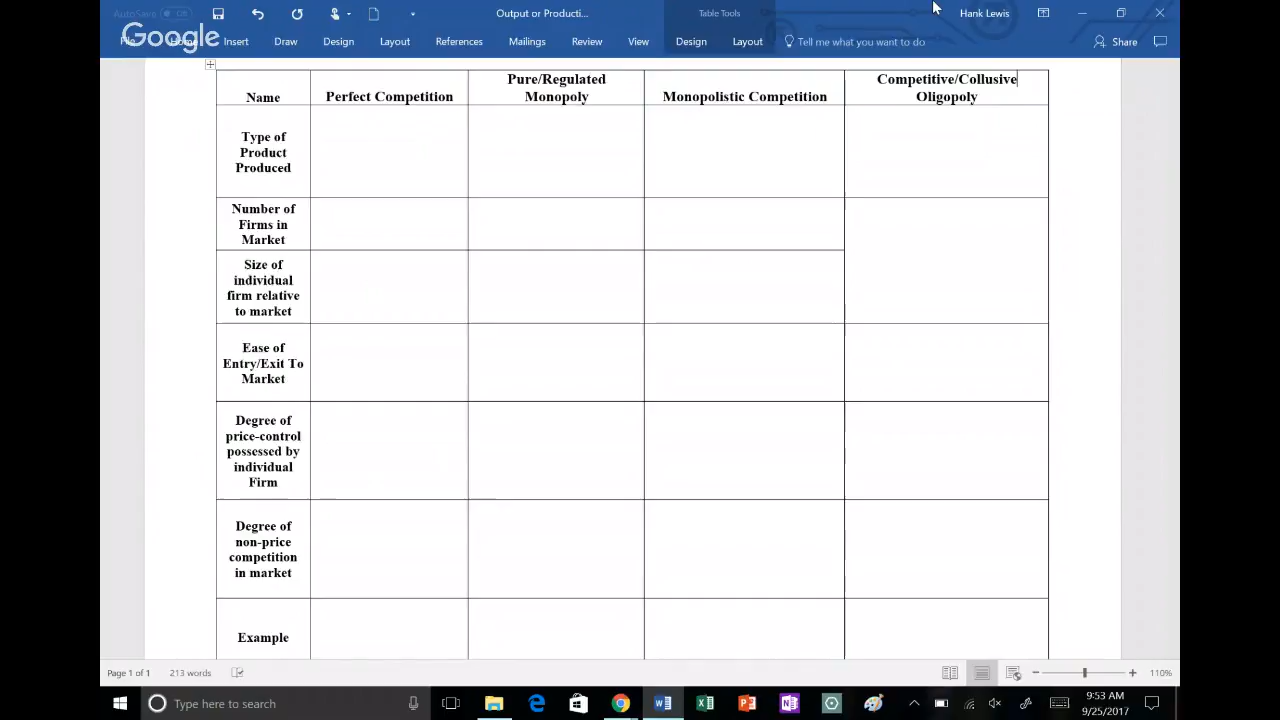 AutoSave Off
Output or Producti...
Table Tools
Hank Lewis
Google
File Home Insert Draw Design Layout References Mailings Review View Design Layout Tell me what you want to do Share
Name
Perfect Competition
Pure/Regulated
Monopoly
Monopolistic Competition
Competitive/Collusive
Oligopoly
Type of
Product
Produced
Number of
Firms in
Market
Size of
individual
firm relative
to market
Ease of
Entry/Exit To
Market
Degree of
price-control
possessed by
individual
Firm
Degree of
non-price
competition
in market
Example
Page 1 of 1 213 words 110%
Type here to search
9:53 AM
9/25/2017